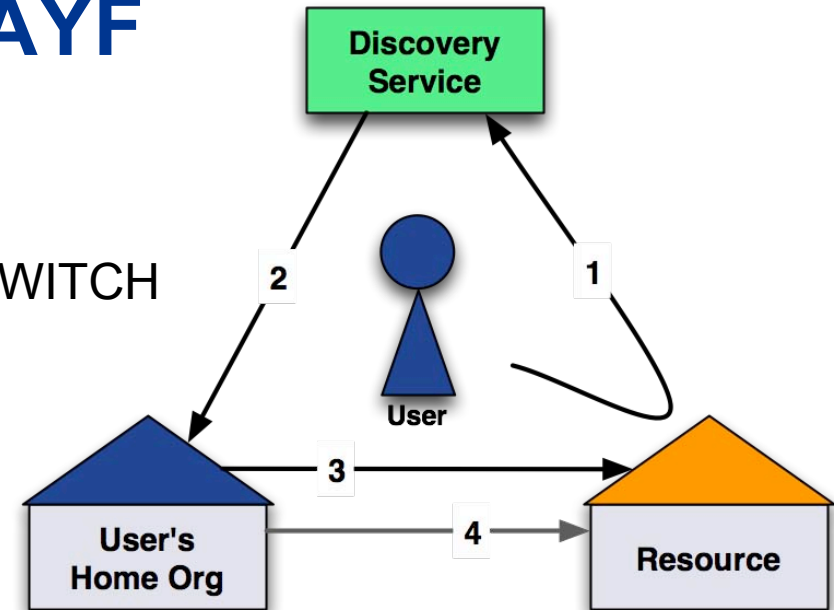 AYF
Discovery
Service
WITCH
2
1
User
3
4
User's
Home Org
Resource